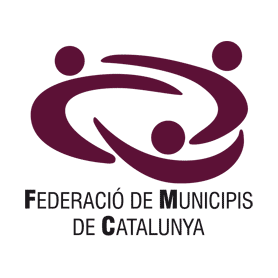 FEDERACIÓ DE MUNICIPIS
DE CATALUNYA